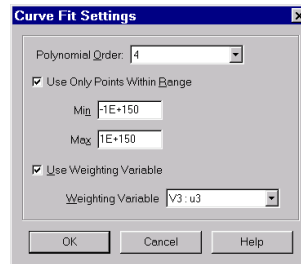 Curve Fit Settings
Polynomial Order: 4
Use Only Points Within Range
Min -1E+150
Max 1E+150
Use Weighting Variable
Weighting Variable V3 : u3
OK Cancel Help